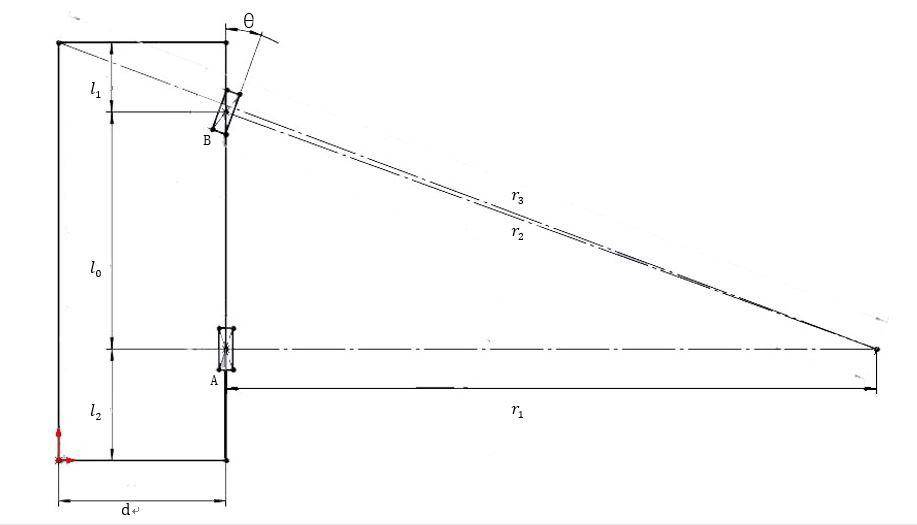 θ
l₁
B
r₃
r₂
l₀
A
l₂
r₁
d↵